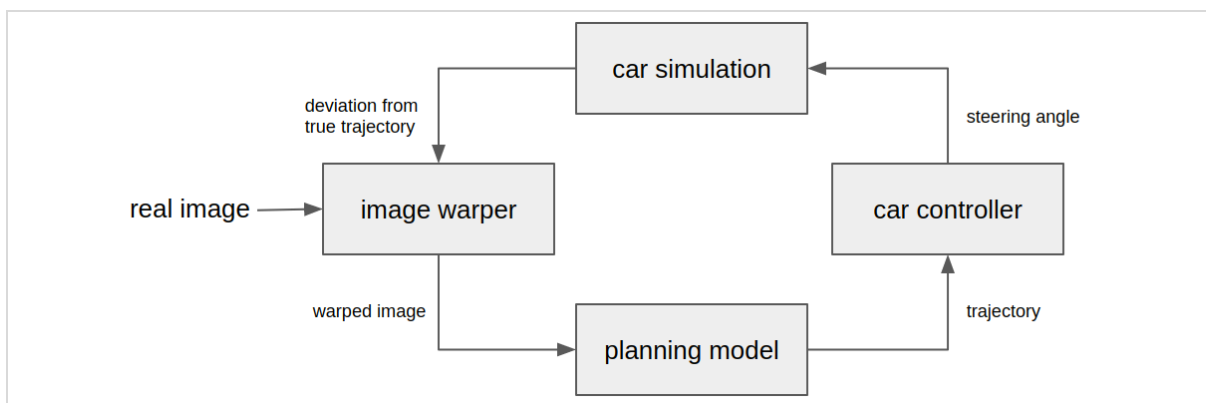 car simulation
deviation from
true trajectory
steering angle
real image
image warper
car controller
warped image
trajectory
planning model